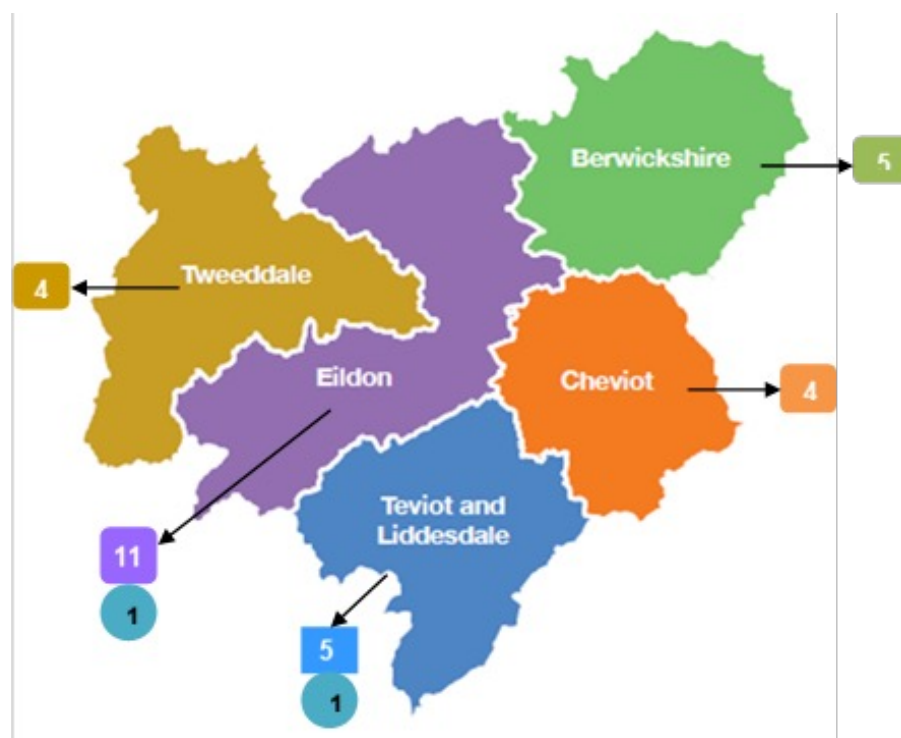 Berwickshire
5
Tweeddale
4
Eildon
Cheviot
4
Teviot and
Liddesdale
11
1
5
1